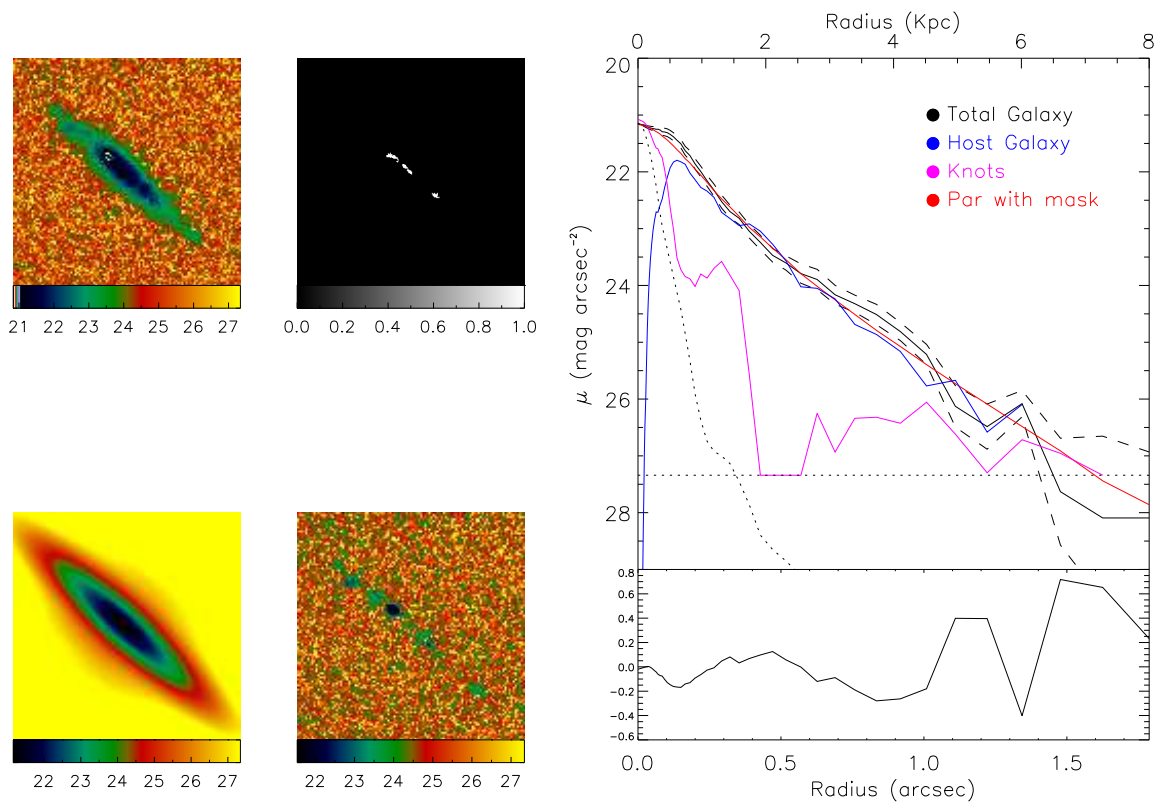 21 22 23 24 25 26 27
0.0 0.2 0.4 0.6 0.8 1.0
22 23 24 25 26 27
22 23 24 25 26 27
Radius (Kpc)
0 2 4 6 8
20
22
24
26
28
μ (mag arcsec⁻²)
Total Galaxy
Host Galaxy
Knots
Par with mask
0.8
0.6
0.4
0.2
0.0
−0.2
−0.4
−0.6
0.0 0.5 1.0 1.5
Radius (arcsec)